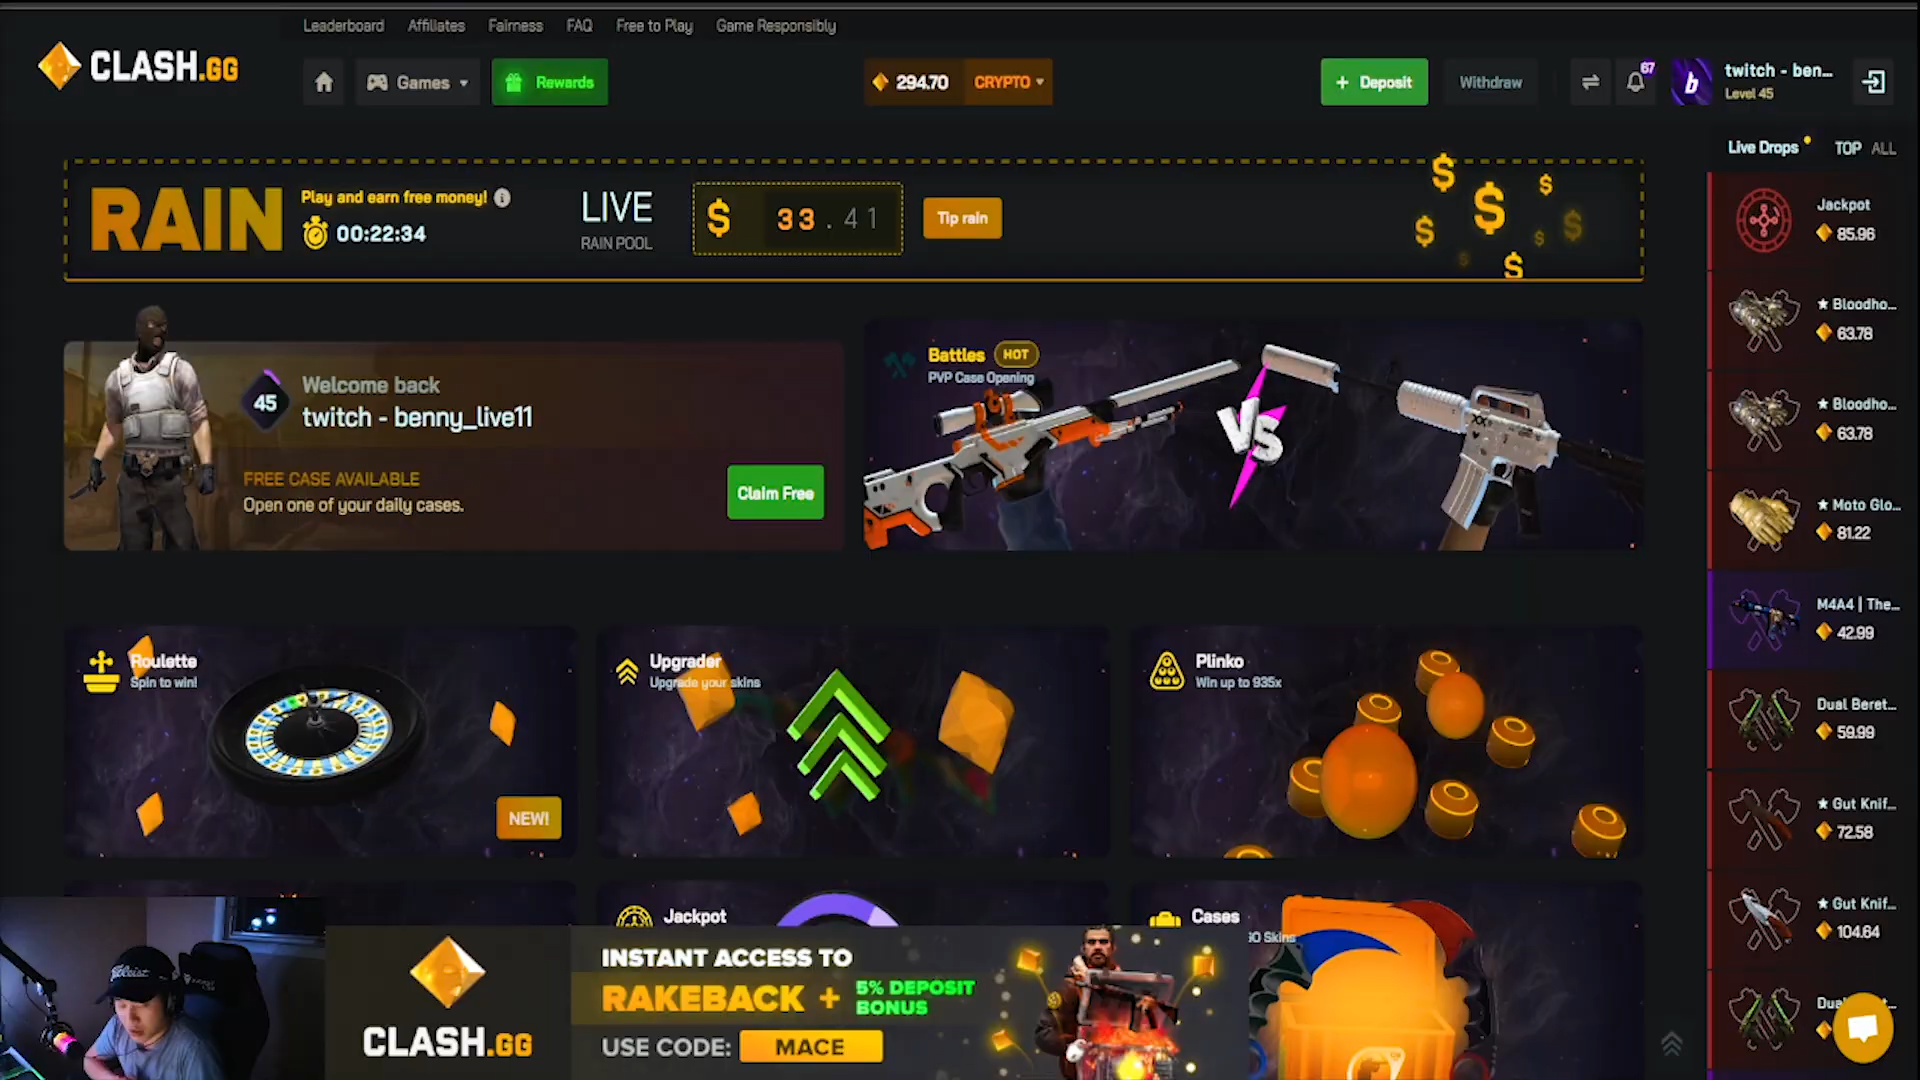 Leaderboard Affiliates Fairness FAQ Free to Play Game Responsibly
CLASH.GG
Games
Rewards
294.70 CRYPTO
+ Deposit
Withdraw
67
b
twitch - ben...
Level 45
Live Drops TOP ALL
RAIN
Play and earn free money!
00:22:34
LIVE
RAIN POOL
$ 33.41
Tip rain
45
Welcome back
twitch - benny_live11
FREE CASE AVAILABLE
Open one of your daily cases.
Claim Free
Battles HOT
PVP Case Opening
VS
Roulette
Spin to win!
NEW!
Upgrader
Upgrade your skins
Plinko
Win up to 935x
Jackpot
Cases
GO Skins
Jackpot
85.96
★ Bloodho...
63.78
★ Bloodho...
63.78
★ Moto Glo...
81.22
M4A4 | The...
42.99
Dual Beret...
59.99
★ Gut Knif...
72.58
★ Gut Knif...
104.64
CLASH.GG
INSTANT ACCESS TO
RAKEBACK + 5% DEPOSIT
BONUS
USE CODE: MACE